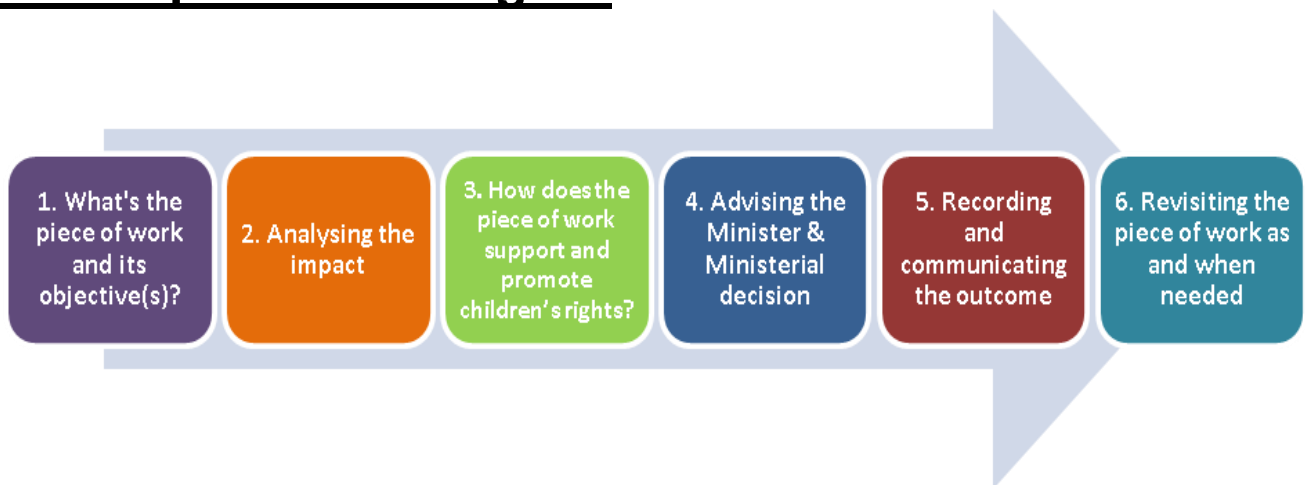 1. What's the
piece of work
and its
objective(s)?
2. Analysing the
impact
3. How does the
piece of work
support and
promote
children's rights?
4. Advising the
Minister &
Ministerial
decision
5. Recording
and
communicating
the outcome
6. Revisiting the
piece of work as
and when
needed